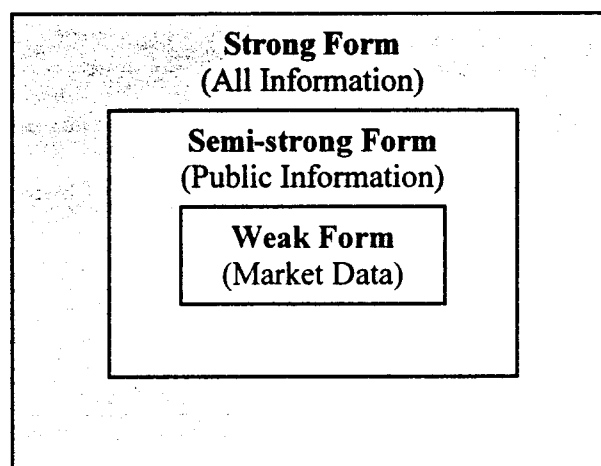 Strong Form
(All Information)
Semi-strong Form
(Public Information)
Weak Form
(Market Data)